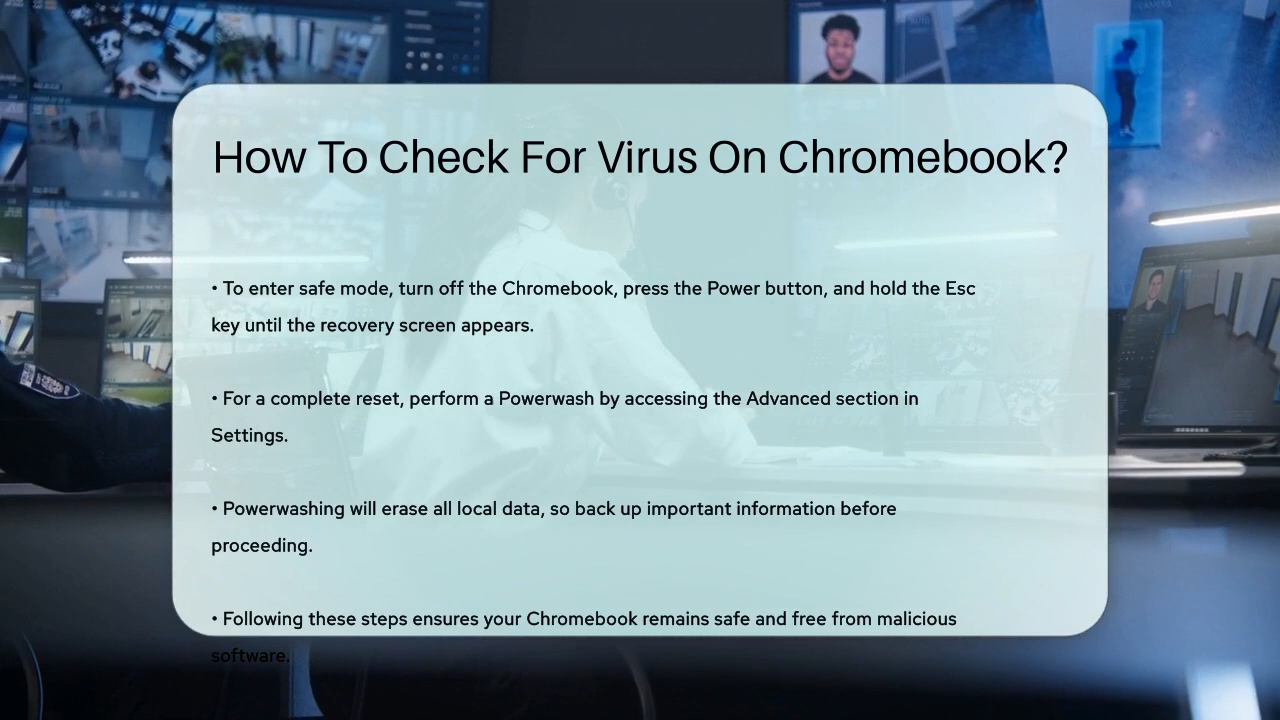 How To Check For Virus On Chromebook?
• To enter safe mode, turn off the Chromebook, press the Power button, and hold the Esc
key until the recovery screen appears.
• For a complete reset, perform a Powerwash by accessing the Advanced section in
Settings.
• Powerwashing will erase all local data, so back up important information before
proceeding.
• Following these steps ensures your Chromebook remains safe and free from malicious
software.